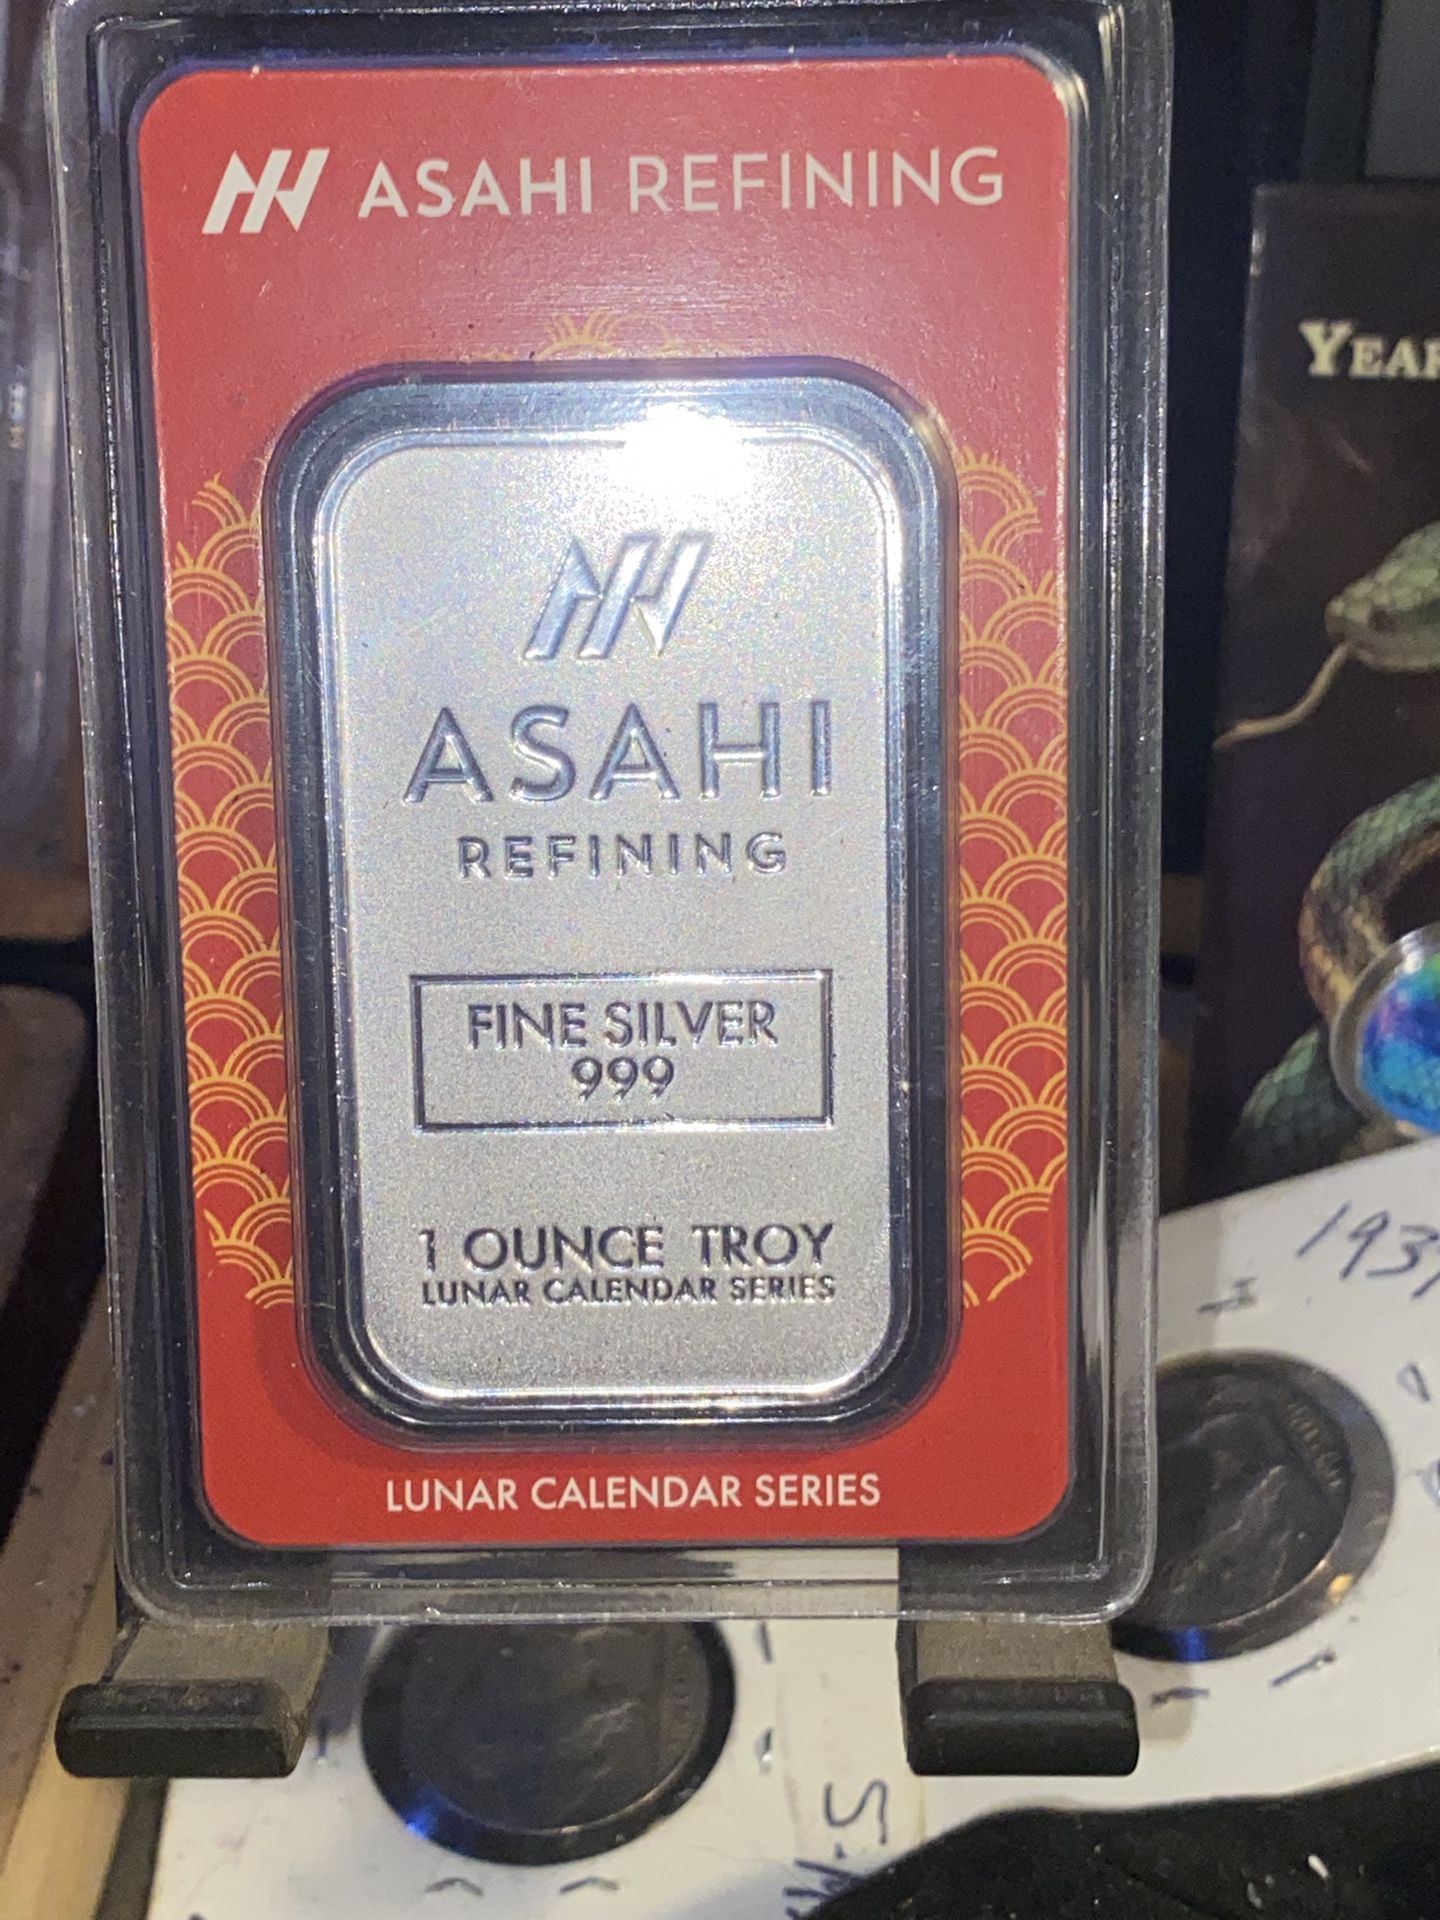 ASAHI REFINING
YEAR
ASAHI
REFINING
FINE SILVER
999
1 OUNCE TROY
LUNAR CALENDAR SERIES
LUNAR CALENDAR SERIES